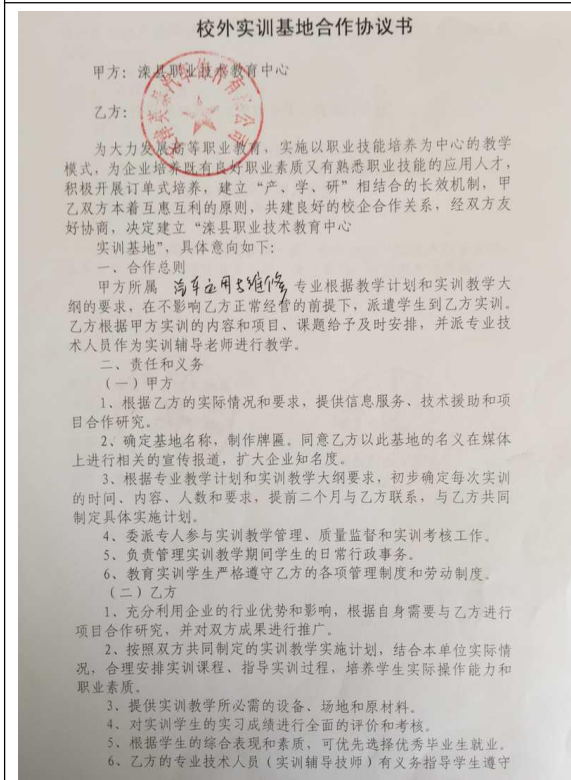 校外实训基地合作协议书
甲方：滦县职业技术教育中心
乙方：
为大力发展高等职业教育，实施以职业技能培养为中心的教学
模式，为企业培养既有良好职业素质又有熟悉职业技能的应用人才，
积极开展订单式培养，建立“产、学、研”相结合的长效机制，甲
乙双方本着互惠互利的原则，共建良好的校企合作关系，经双方友
好协商，决定建立“滦县职业技术教育中心
实训基地”，具体意向如下：
一、合作总则
甲方所属 汽车运用与维修 专业根据教学计划和实训教学大
纲的要求，在不影响乙方正常经营的前提下，派遣学生到乙方实训。
乙方根据甲方实训的内容和项目、课题给予及时安排，并派专业技
术人员作为实训辅导老师进行教学。
二、责任和义务
（一）甲方
1、根据乙方的实际情况和要求，提供信息服务、技术援助和项
目合作研究。
2、确定基地名称，制作牌匾。同意乙方以此基地的名义在媒体
上进行相关的宣传报道，扩大企业知名度。
3、根据专业教学计划和实训教学大纲要求，初步确定每次实训
的时间、内容、人数和要求，提前二个月与乙方联系，与乙方共同
制定具体实施计划。
4、委派专人参与实训教学管理、质量监督和实训考核工作。
5、负责管理实训教学期间学生的日常行政事务。
6、教育实训学生严格遵守乙方的各项管理制度和劳动制度。
（二）乙方
1、充分利用企业的行业优势和影响，根据自身需要与乙方进行
项目合作研究，并对双方成果进行推广。
2、按照双方共同制定的实训教学实施计划，结合本单位实际情
况，合理安排实训课程、指导实训过程，培养学生实际操作能力和
职业素质。
3、提供实训教学所必需的设备、场地和原材料。
4、对实训学生的实习成绩进行全面的评价和考核。
5、根据学生的综合表现和素质，可优先选择优秀毕业生就业。
6、乙方的专业技术人员（实训辅导技师）有义务指导学生遵守